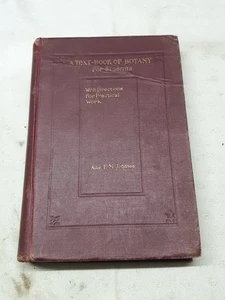 A TEXT-BOOK OF BOTANY
For Students
With Directions
For Practical
Work.